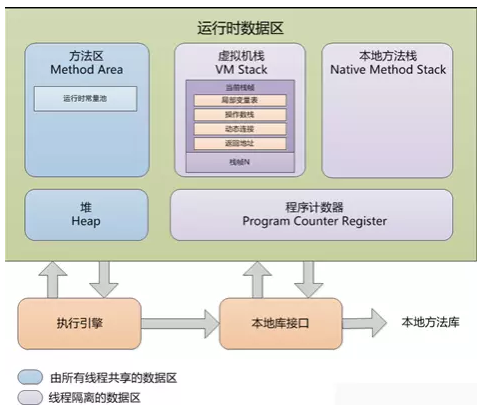 运行时数据区
方法区
Method Area
运行时常量池
虚拟机栈
VM Stack
当前栈帧
局部变量表
操作数栈
动态连接
返回地址
栈帧N
本地方法栈
Native Method Stack
堆
Heap
程序计数器
Program Counter Register
执行引擎
本地库接口
本地方法库
由所有线程共享的数据区
线程隔离的数据区